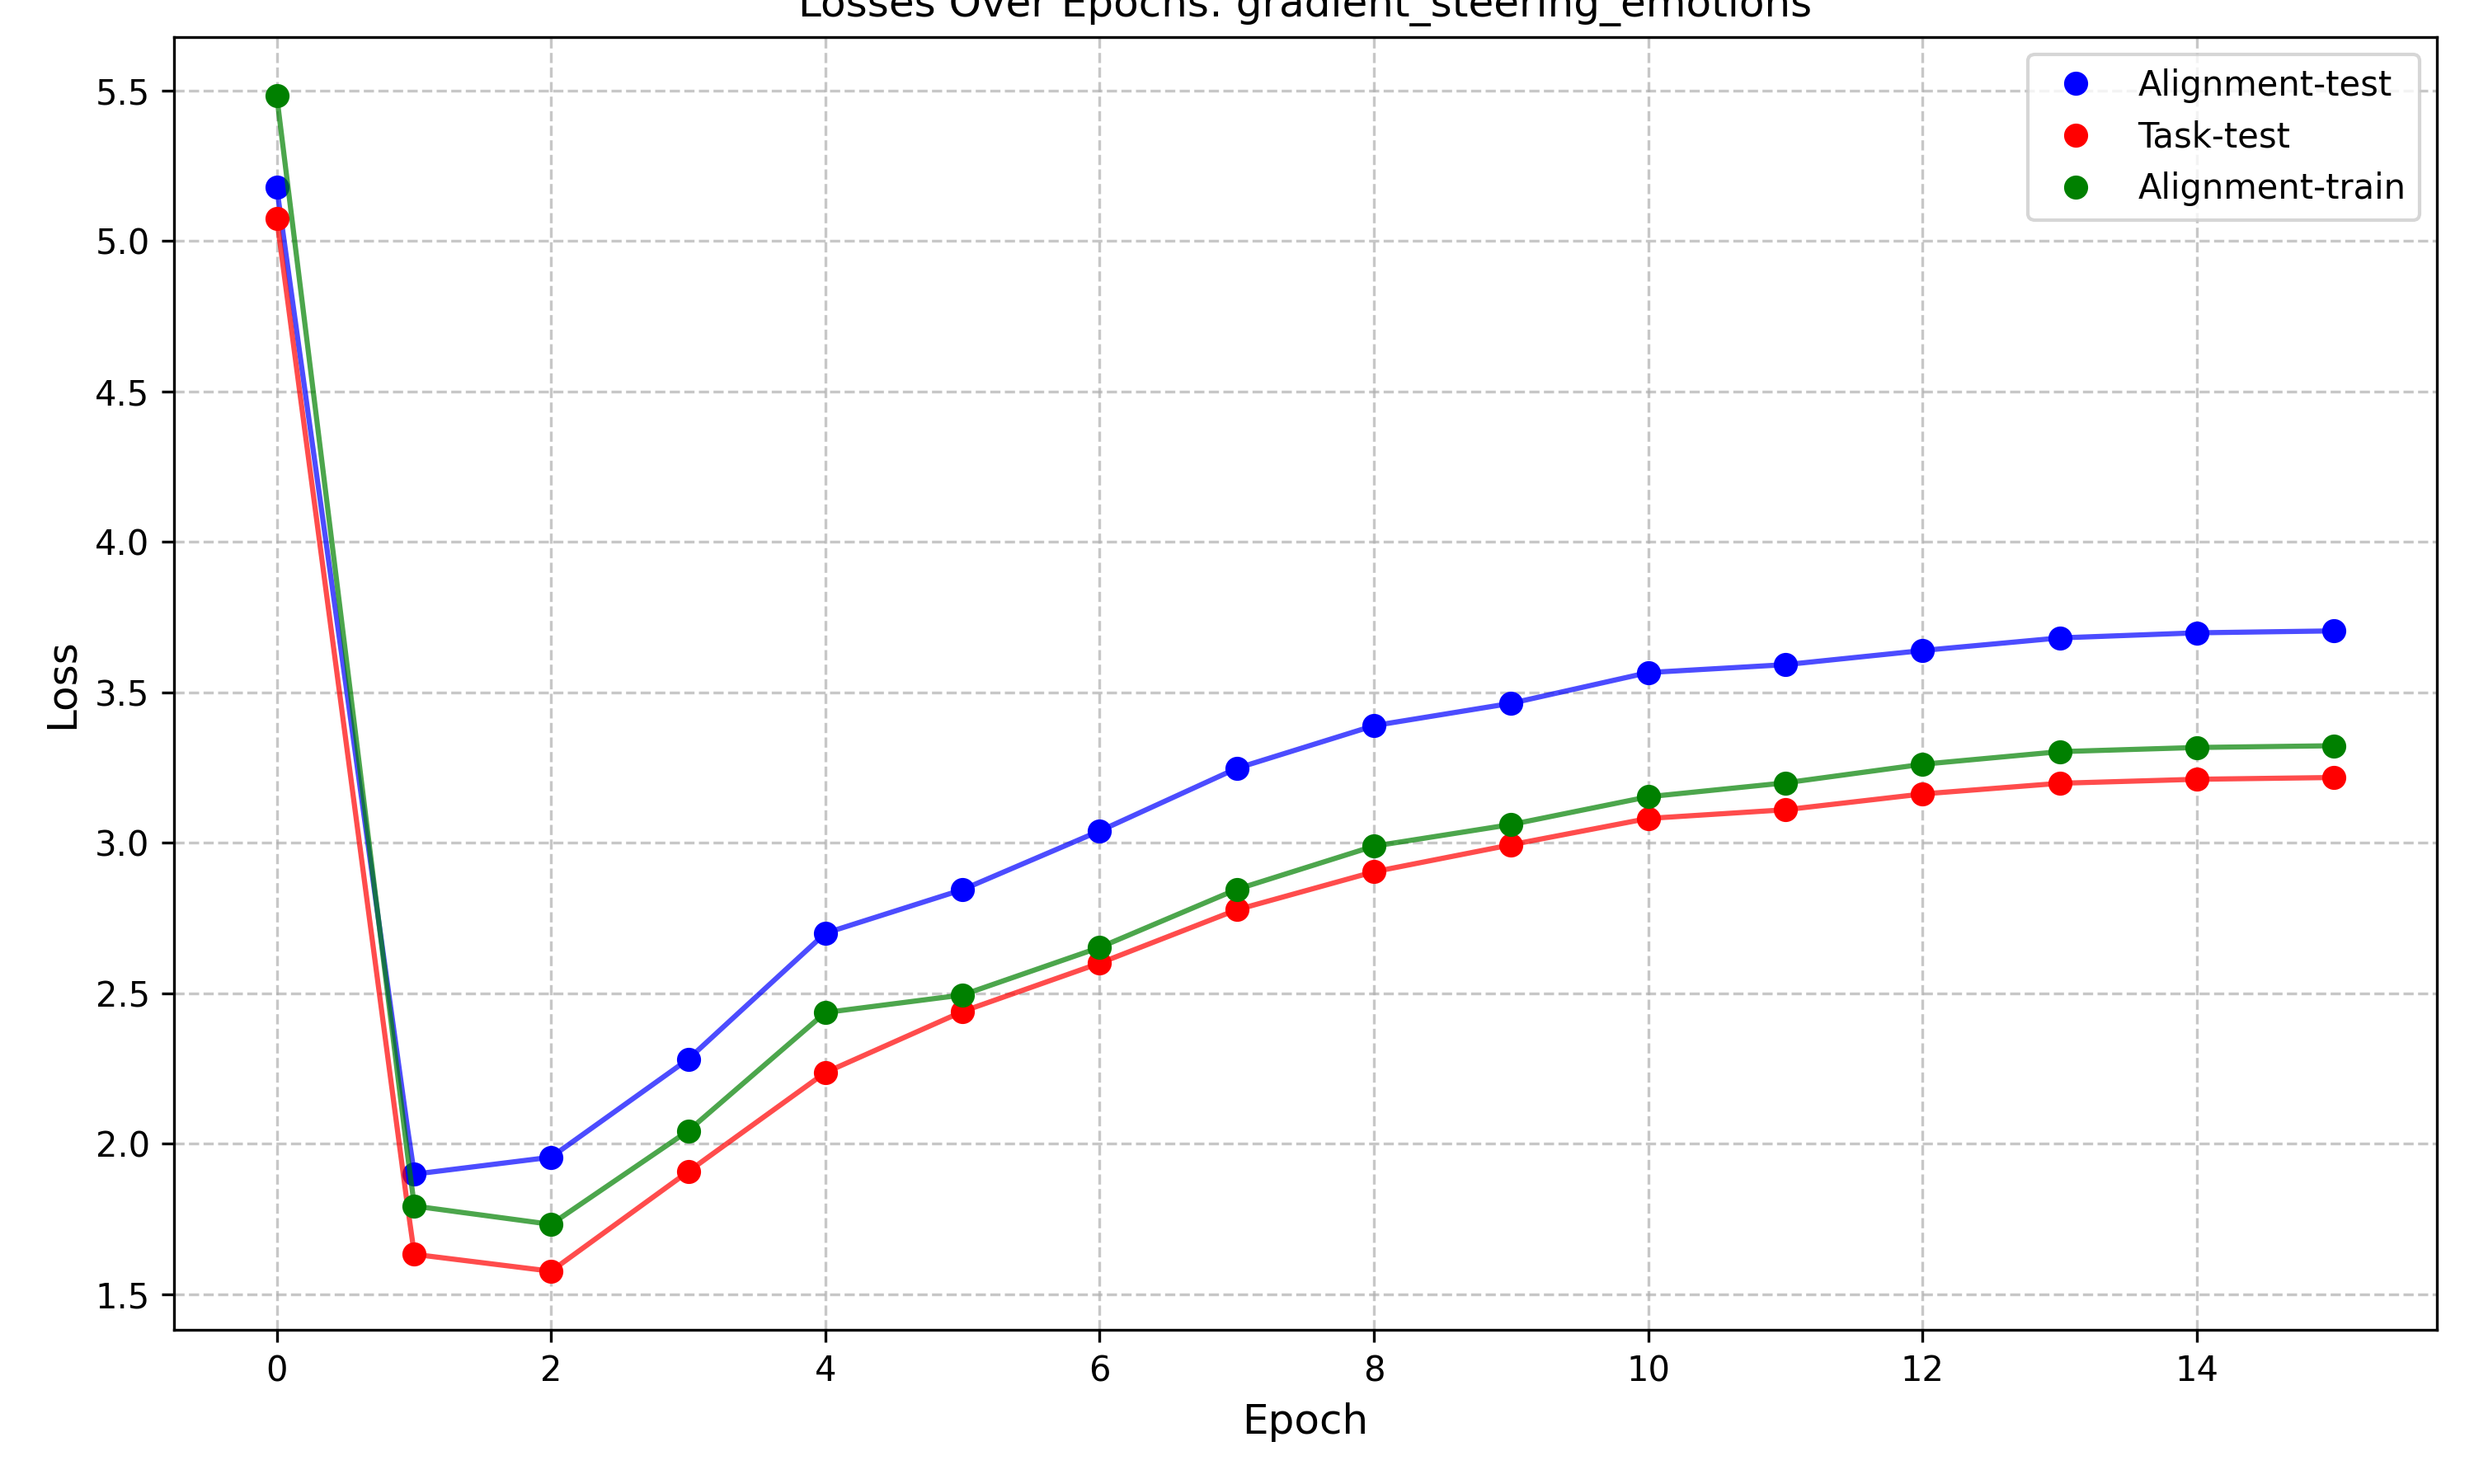 Losses Over Epochs: gradient_steering_emotions
Alignment-test
Task-test
Alignment-train
5.5
5.0
4.5
4.0
3.5
3.0
2.5
2.0
1.5
Loss
0 2 4 6 8 10 12 14
Epoch